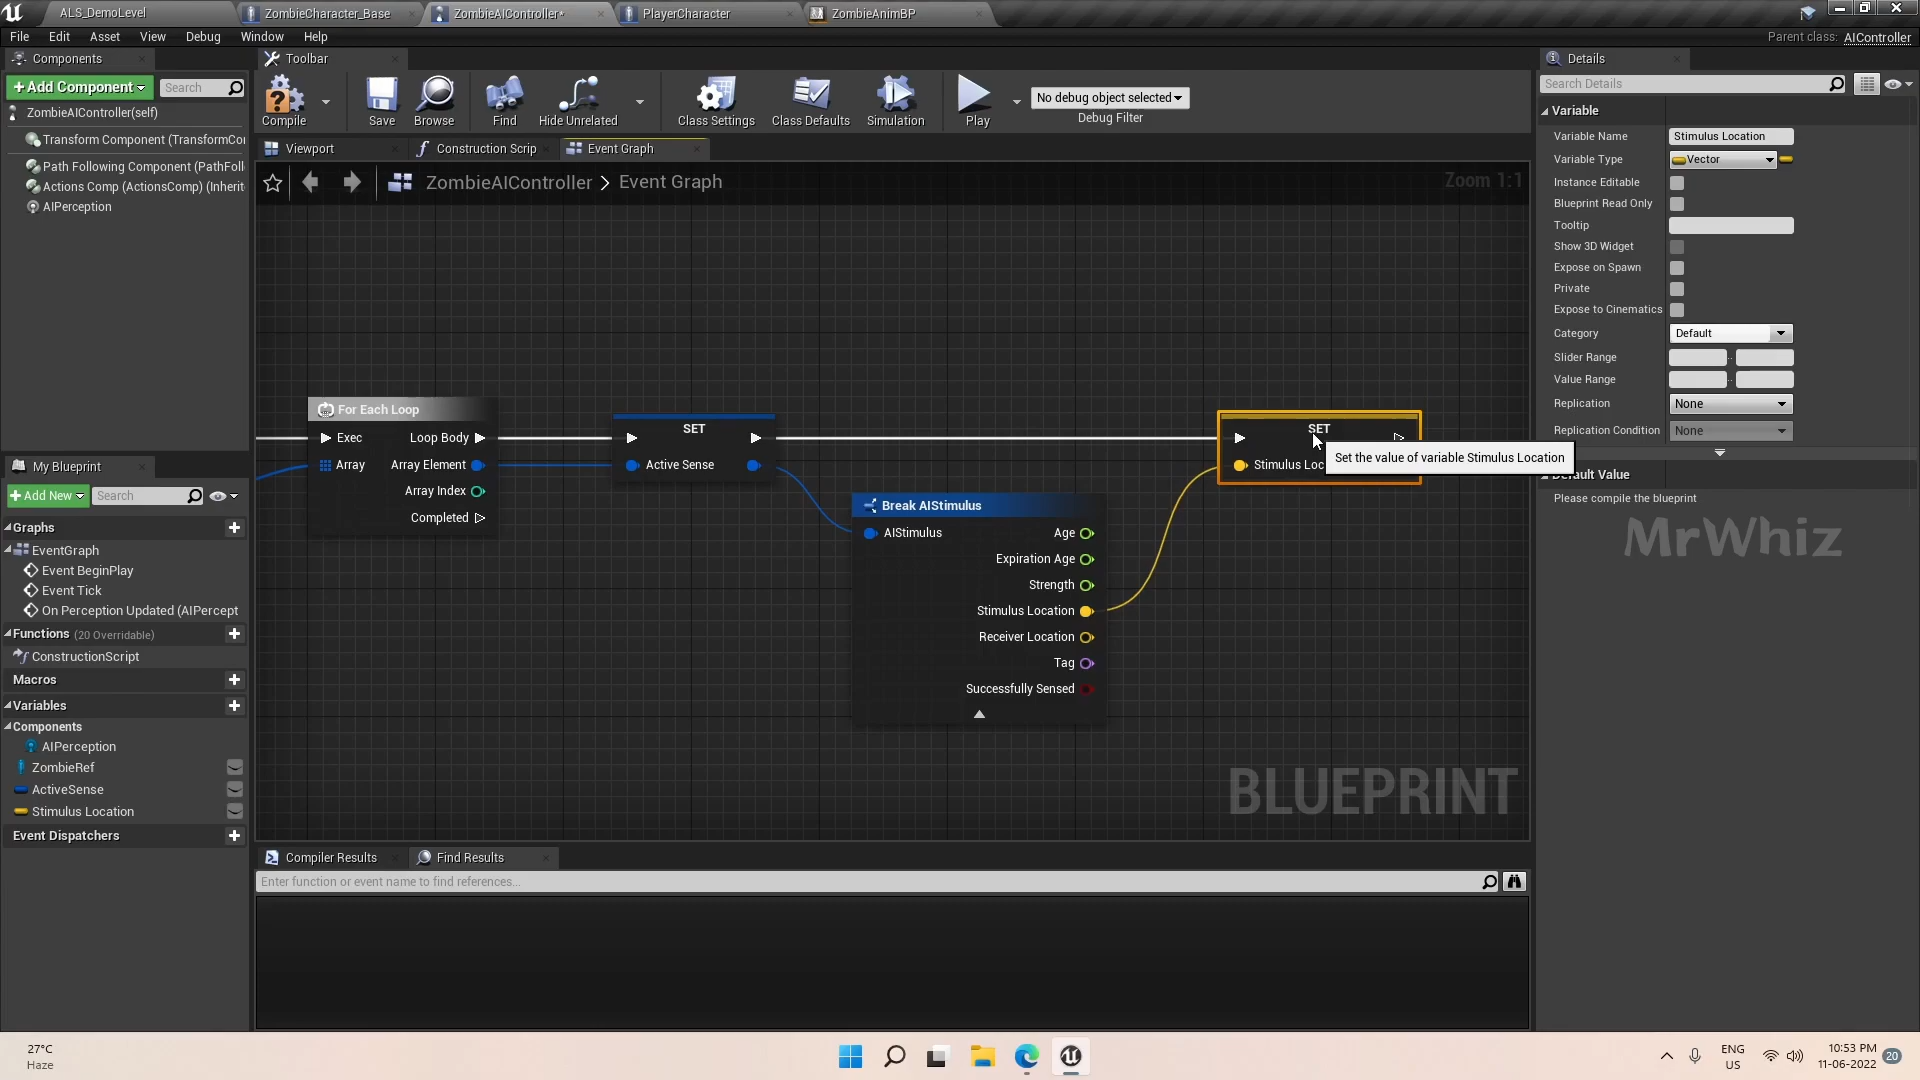 ALS_DemoLevel
ZombieCharacter_Base
ZombieAIController*
PlayerCharacter
ZombieAnimBP
File Edit Asset View Debug Window Help
Parent class: AIController
Components
+Add Component
Search
ZombieAIController(self)
Transform Component (TransformCor
Path Following Component (PathFoll
Actions Comp (ActionsComp) (Inherit
AIPerception
Toolbar
Compile
Save
Browse
Find
Hide Unrelated
Class Settings
Class Defaults
Simulation
Play
No debug object selected
Debug Filter
Viewport
Construction Scrip
Event Graph
ZombieAIController > Event Graph
Zoom 1:1
For Each Loop
Exec
Loop Body
Array
Array Element
Array Index
Completed
SET
Active Sense
Break AIStimulus
AIStimulus
Age
Expiration Age
Strength
Stimulus Location
Receiver Location
Tag
Successfully Sensed
SET
Stimulus Loc
Set the value of variable Stimulus Location
BLUEPRINT
My Blueprint
+Add New
Search
Graphs
EventGraph
Event BeginPlay
Event Tick
On Perception Updated (AIPercept
Functions (20 Overridable)
ConstructionScript
Macros
Variables
Components
AIPerception
ZombieRef
ActiveSense
Stimulus Location
Event Dispatchers
Compiler Results
Find Results
Enter function or event name to find references...
Details
Search Details
Variable
Variable Name
Stimulus Location
Variable Type
Vector
Instance Editable
Blueprint Read Only
Tooltip
Show 3D Widget
Expose on Spawn
Private
Expose to Cinematics
Category
Default
Slider Range
Value Range
Replication
None
Replication Condition
None
Default Value
Please compile the blueprint
MrWhiz
27°C
Haze
ENG
US
10:53 PM
11-06-2022
20